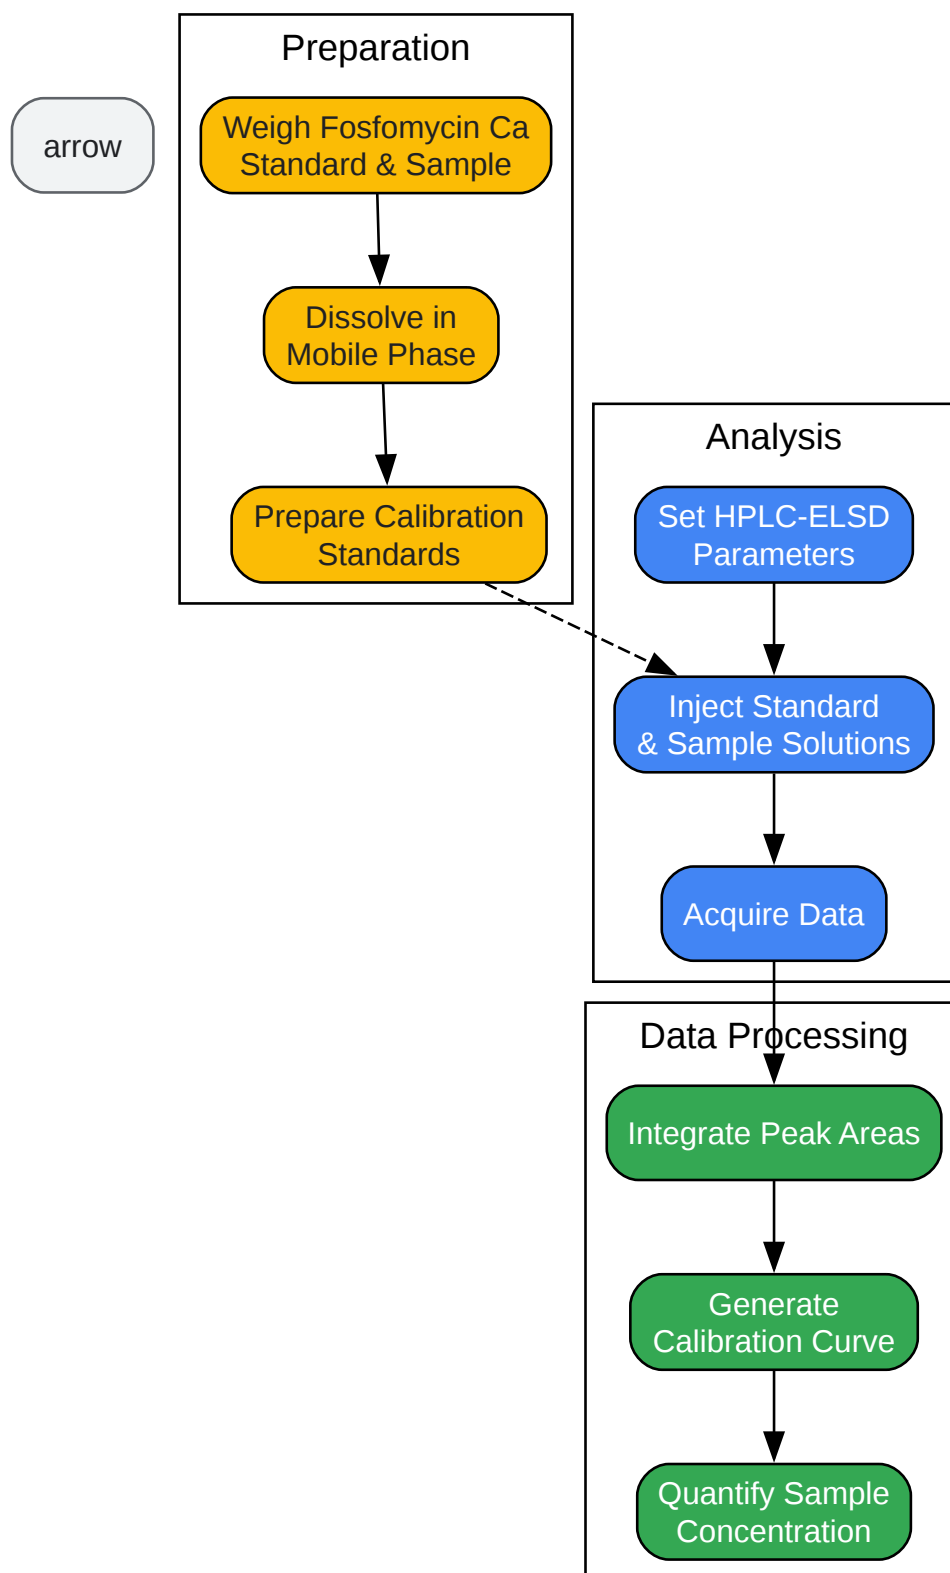 Preparation
arrow
Weigh Fosfomycin Ca
Standard & Sample
Dissolve in
Mobile Phase
Prepare Calibration
Standards
Analysis
Set HPLC-ELSD
Parameters
Inject Standard
& Sample Solutions
Acquire Data
Data Processing
Integrate Peak Areas
Generate
Calibration Curve
Quantify Sample
Concentration